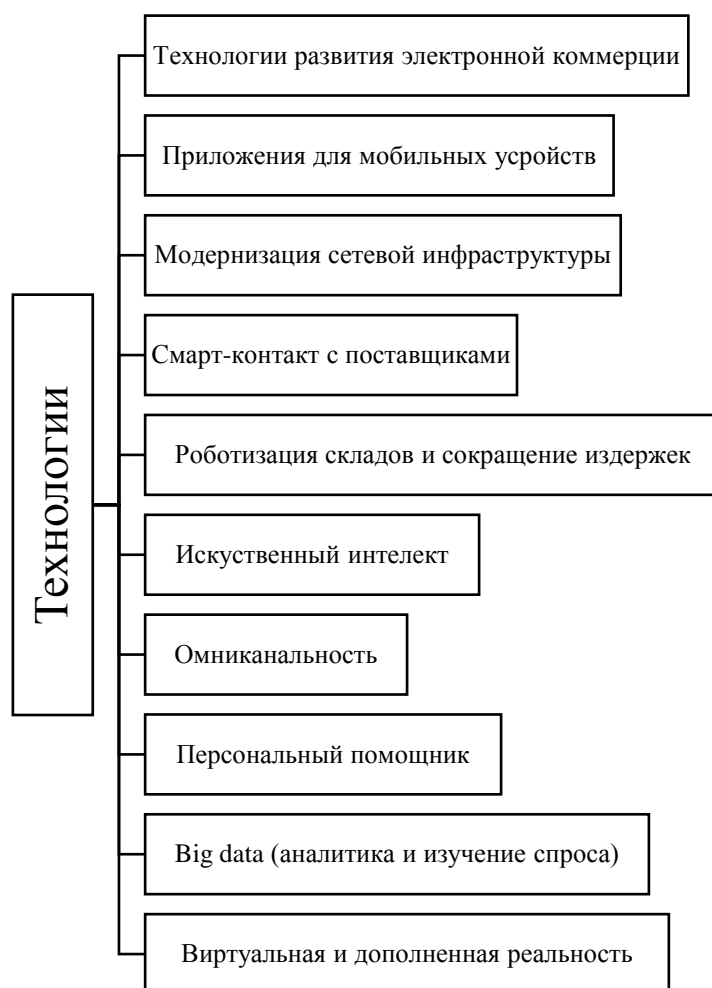 Технологии
Технологии развития электронной коммерции
Приложения для мобильных усройств
Модернизация сетевой инфраструктуры
Смарт-контакт с поставщиками
Роботизация складов и сокращение издержек
Искуственный интелект
Омниканальность
Персональный помощник
Big data (аналитика и изучение спроса)
Виртуальная и дополненная реальность